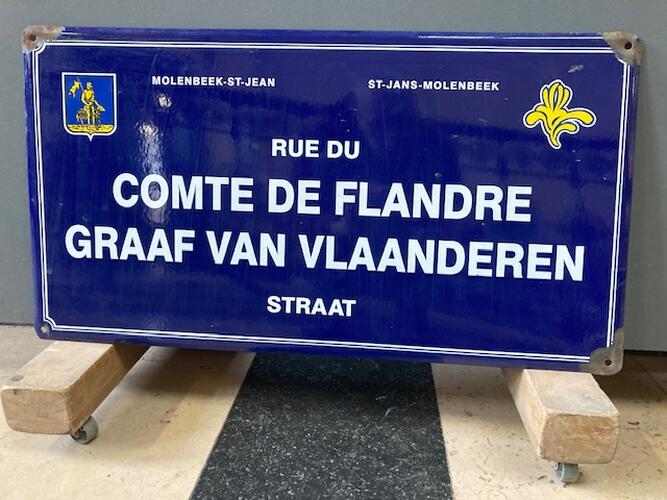 MOLENBEEK-ST-JEAN ST-JANS-MOLENBEEK
RUE DU
COMTE DE FLANDRE
GRAAF VAN VLAANDEREN
STRAAT